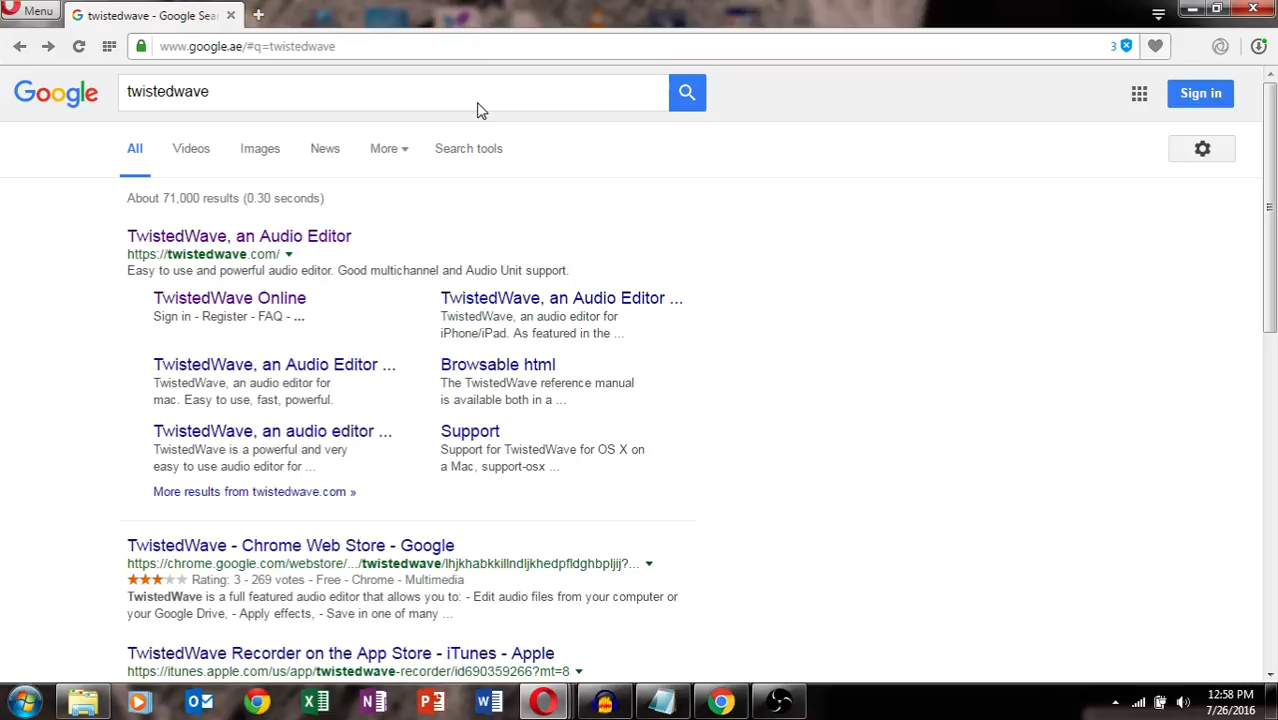 Menu
twistedwave - Google Sea
www.google.ae/#q=twistedwave
3
Google
twistedwave
Sign in
All Videos Images News More Search tools
About 71,000 results (0.30 seconds)
TwistedWave, an Audio Editor
https://twistedwave.com/
Easy to use and powerful audio editor. Good multichannel and Audio Unit support.
TwistedWave Online
Sign in - Register - FAQ - ...
TwistedWave, an Audio Editor ...
TwistedWave, an audio editor for
iPhone/iPad. As featured in the ...
TwistedWave, an Audio Editor ...
TwistedWave, an audio editor for
mac. Easy to use, fast, powerful.
Browsable html
The TwistedWave reference manual
is available both in a ...
TwistedWave, an audio editor ...
TwistedWave is a powerful and very
easy to use audio editor for ...
Support
Support for TwistedWave for OS X on
a Mac, support-osx ...
More results from twistedwave.com »
TwistedWave - Chrome Web Store - Google
https://chrome.google.com/webstore/.../twistedwave/lhjkhabkkillndljkhedpfldghbpljij?...
Rating: 3 - 269 votes - Free - Chrome - Multimedia
TwistedWave is a full featured audio editor that allows you to: - Edit audio files from your computer or
your Google Drive, - Apply effects, - Save in one of many ...
TwistedWave Recorder on the App Store - iTunes - Apple
https://itunes.apple.com/us/app/twistedwave-recorder/id690359266?mt=8
12:58 PM
7/26/2016